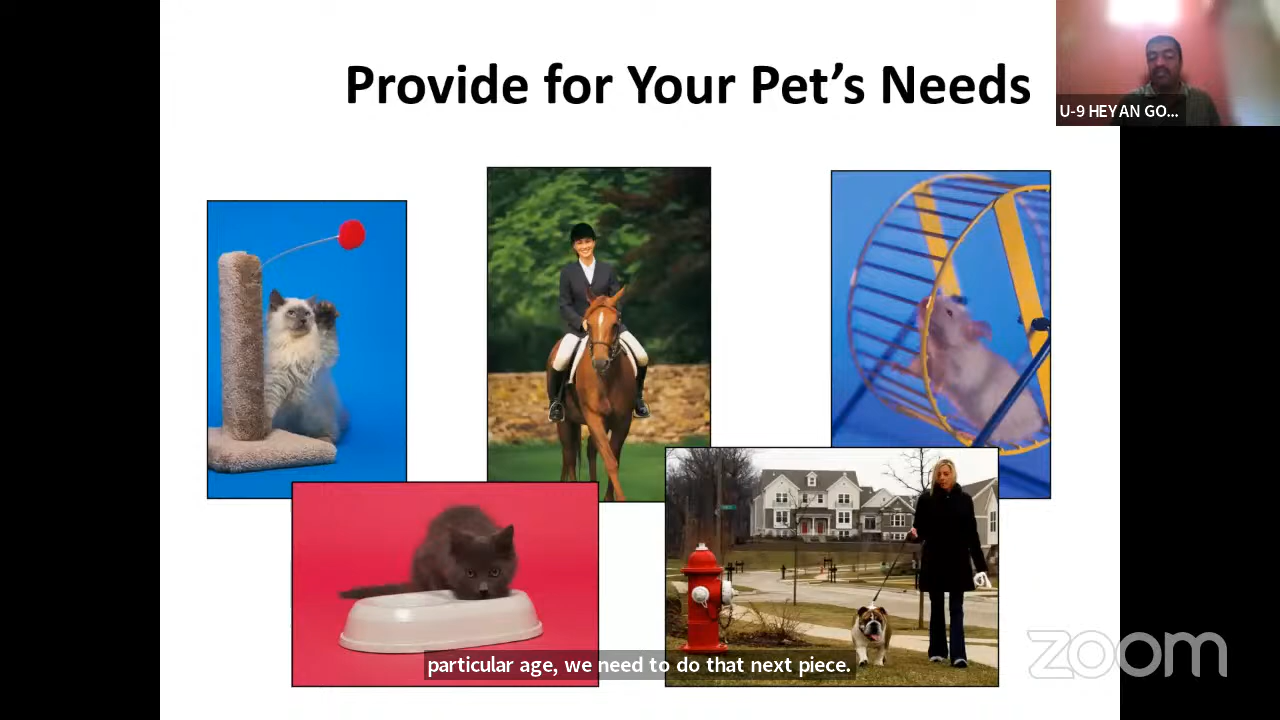 Provide for Your Pet’s Needs
U-9 HEYAN GO...
particular age, we need to do that next piece.
zoom